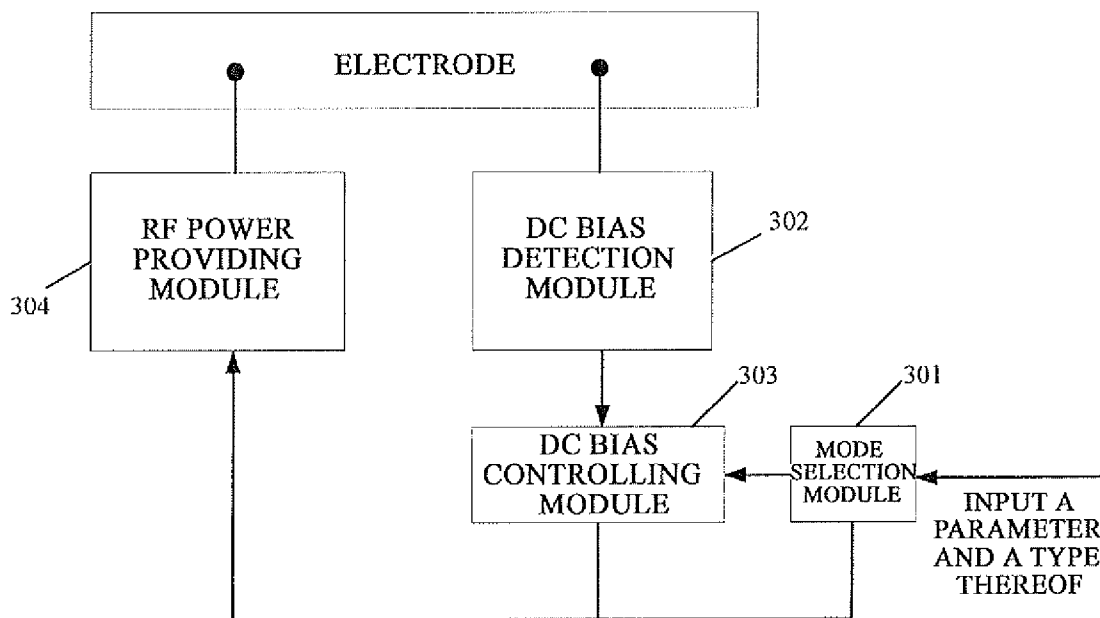 ELECTRODE
RF POWER
PROVIDING
MODULE
304
DC BIAS
DETECTION
MODULE
302
303
301
DC BIAS
CONTROLLING
MODULE
MODE
SELECTION
MODULE
INPUT A
PARAMETER
AND A TYPE
THEREOF